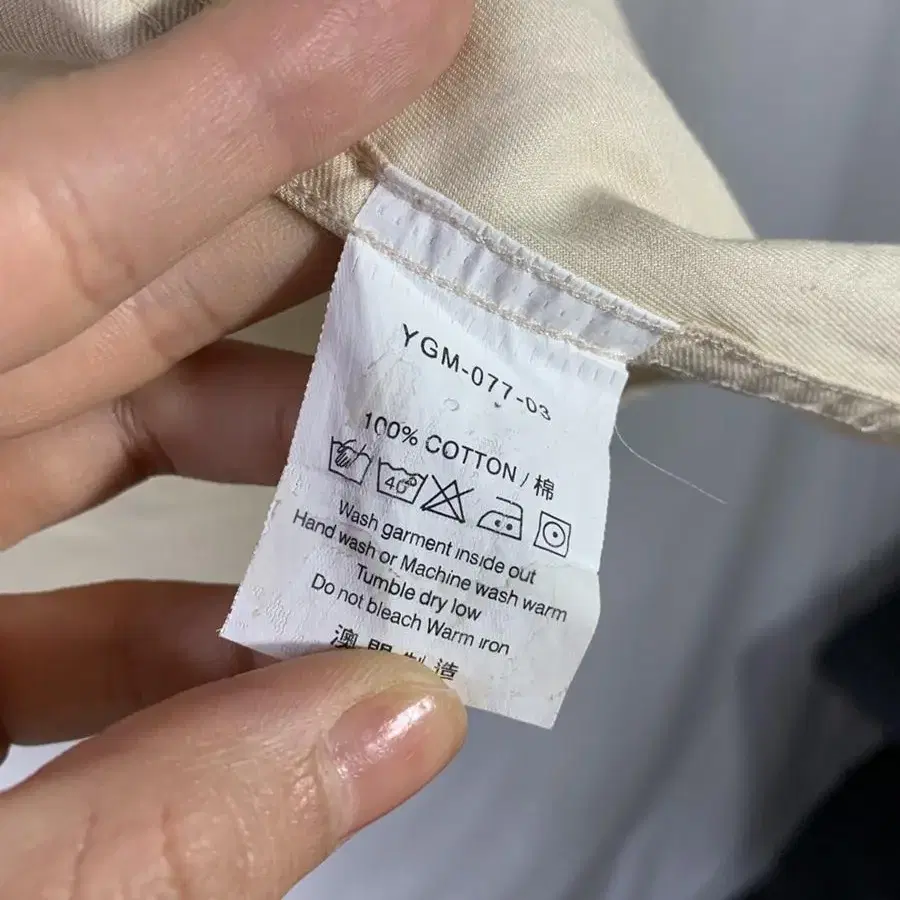 YGM-077-03
100% COTTON / 棉
40
Wash garment inside out
Hand wash or Machine wash warm
Tumble dry low
Do not bleach Warm iron
澳門製造